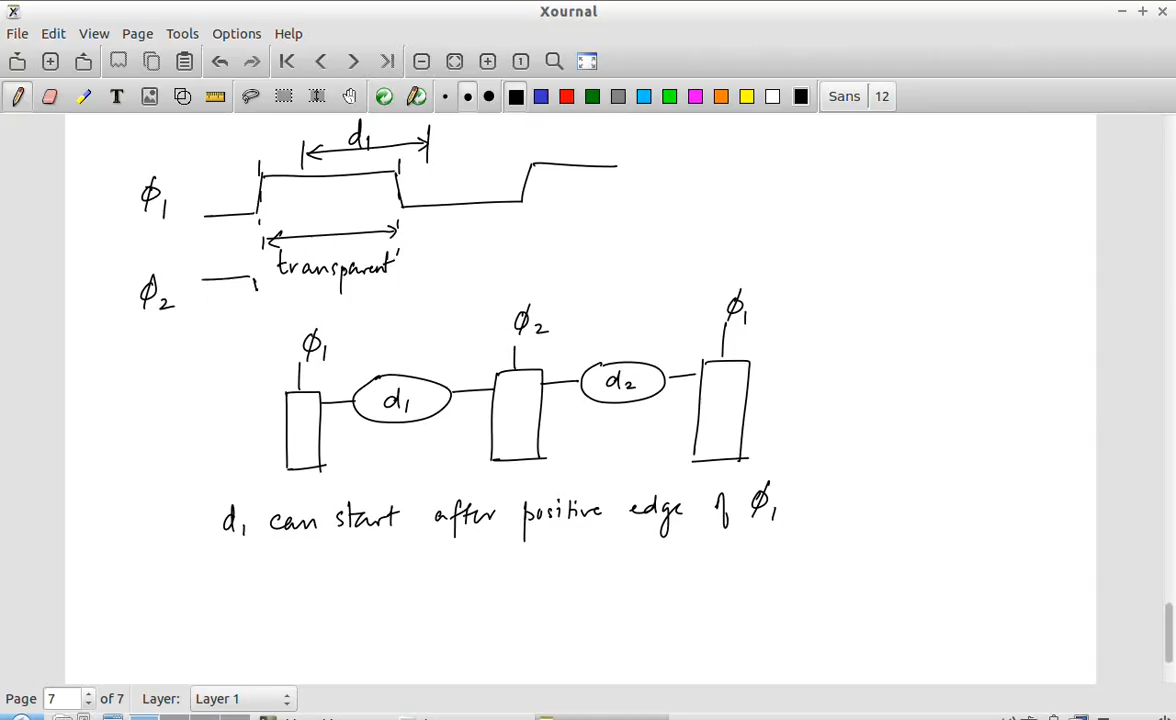 Xournal
File Edit View Page Tools Options Help
Sans 12
d₁
ϕ₁
transparent
ϕ₂
ϕ₁ ϕ₂ ϕ₁
d₁ d₂
d₁ can start after positive edge of ϕ₁
Page 7 of 7 Layer: Layer 1